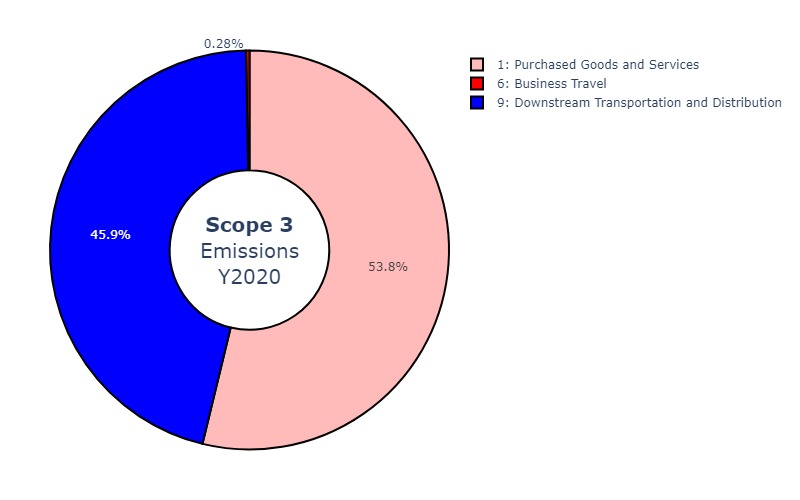 0.28%
1: Purchased Goods and Services
6: Business Travel
9: Downstream Transportation and Distribution
45.9%
Scope 3
Emissions
Y2020
53.8%